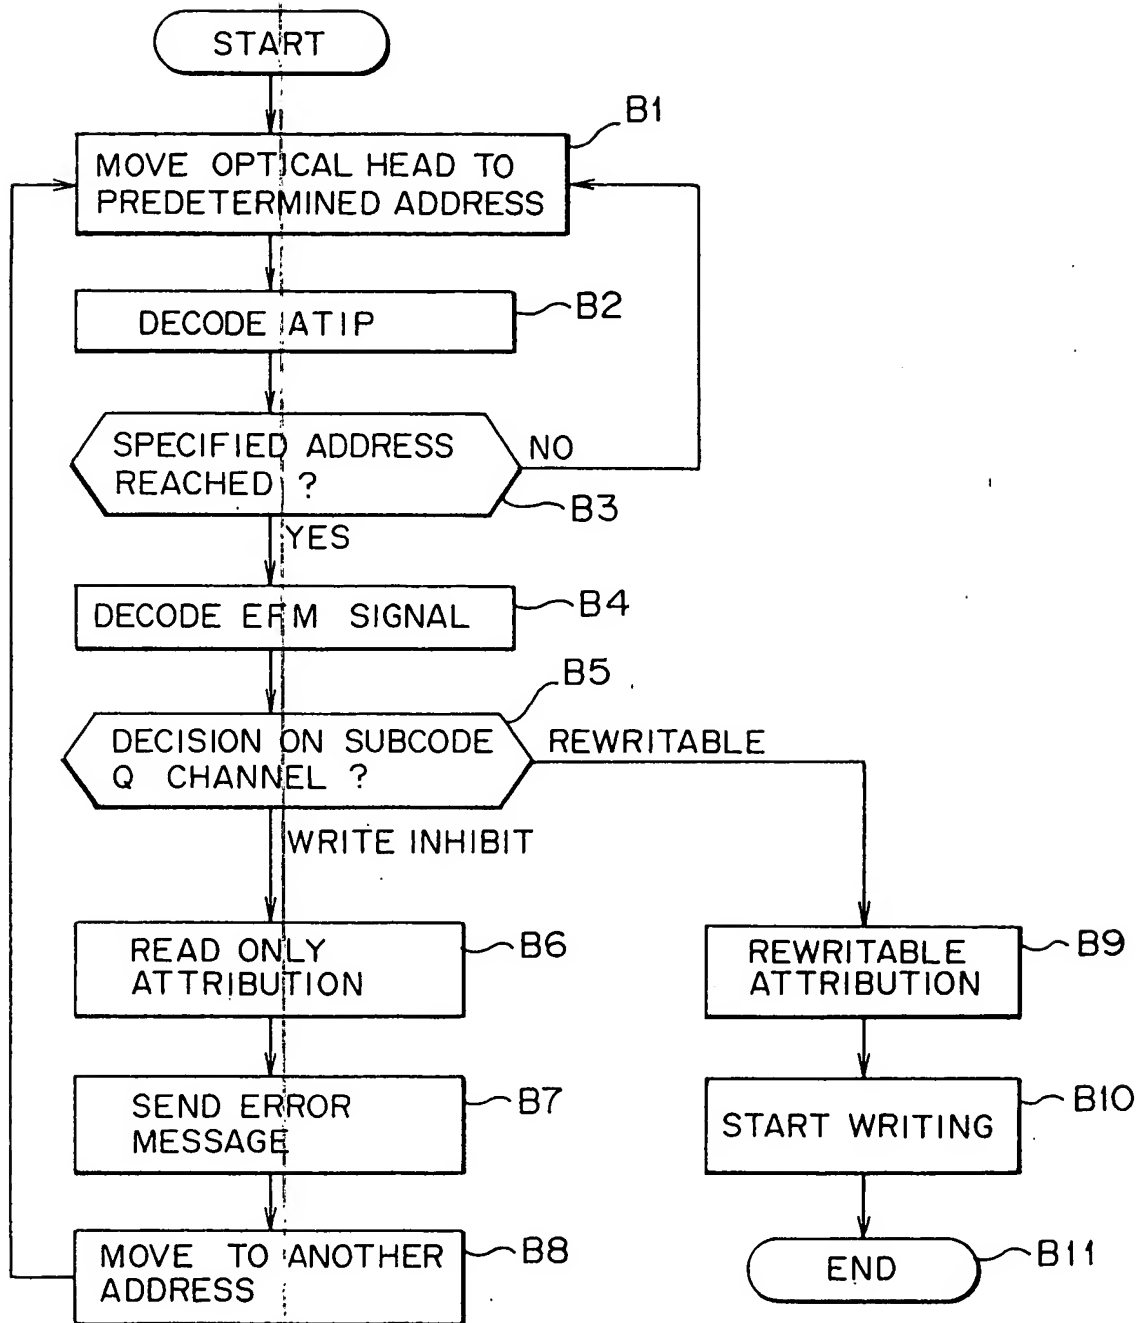 START
B1
MOVE OPTICAL HEAD TO
PREDETERMINED ADDRESS
DECODE ATIP
B2
SPECIFIED ADDRESS
REACHED ?
NO
B3
YES
DECODE EFM SIGNAL
B4
B5
DECISION ON SUBCODE
Q CHANNEL ?
REWRITABLE
WRITE INHIBIT
READ ONLY
ATTRIBUTION
B6
REWRITABLE
ATTRIBUTION
B9
SEND ERROR
MESSAGE
B7
START WRITING
B10
MOVE TO ANOTHER
ADDRESS
B8
END
B11